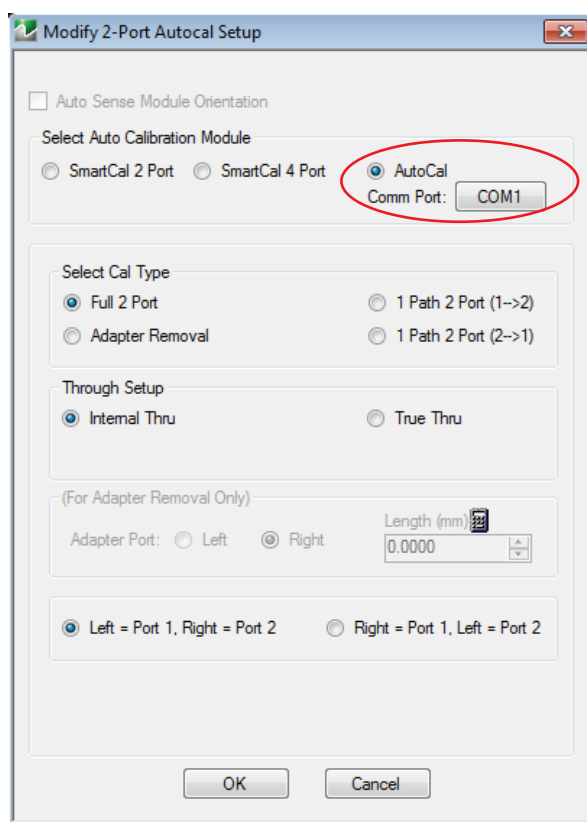 Modify 2-Port Autocal Setup
Auto Sense Module Orientation
Select Auto Calibration Module
SmartCal 2 Port SmartCal 4 Port AutoCal
Comm Port: COM1
Select Cal Type
Full 2 Port 1 Path 2 Port (1-->2)
Adapter Removal 1 Path 2 Port (2-->1)
Through Setup
Internal Thru True Thru
(For Adapter Removal Only)
Length (mm)
Adapter Port: Left Right 0.0000
Left = Port 1, Right = Port 2 Right = Port 1, Left = Port 2
OK Cancel